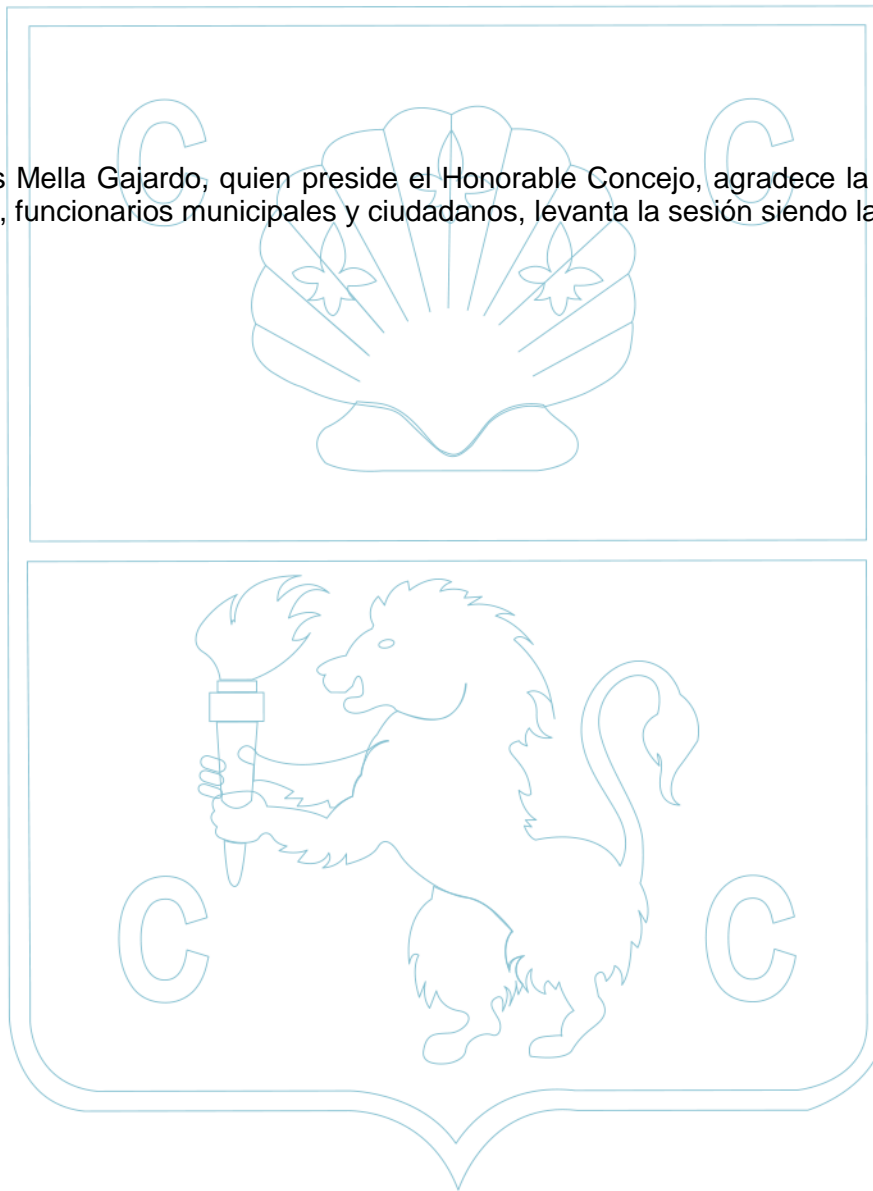 C C
s Mella Gajardo, quien preside el Honorable Concejo, agradece la
, funcionarios municipales y ciudadanos, levanta la sesión siendo la
C C